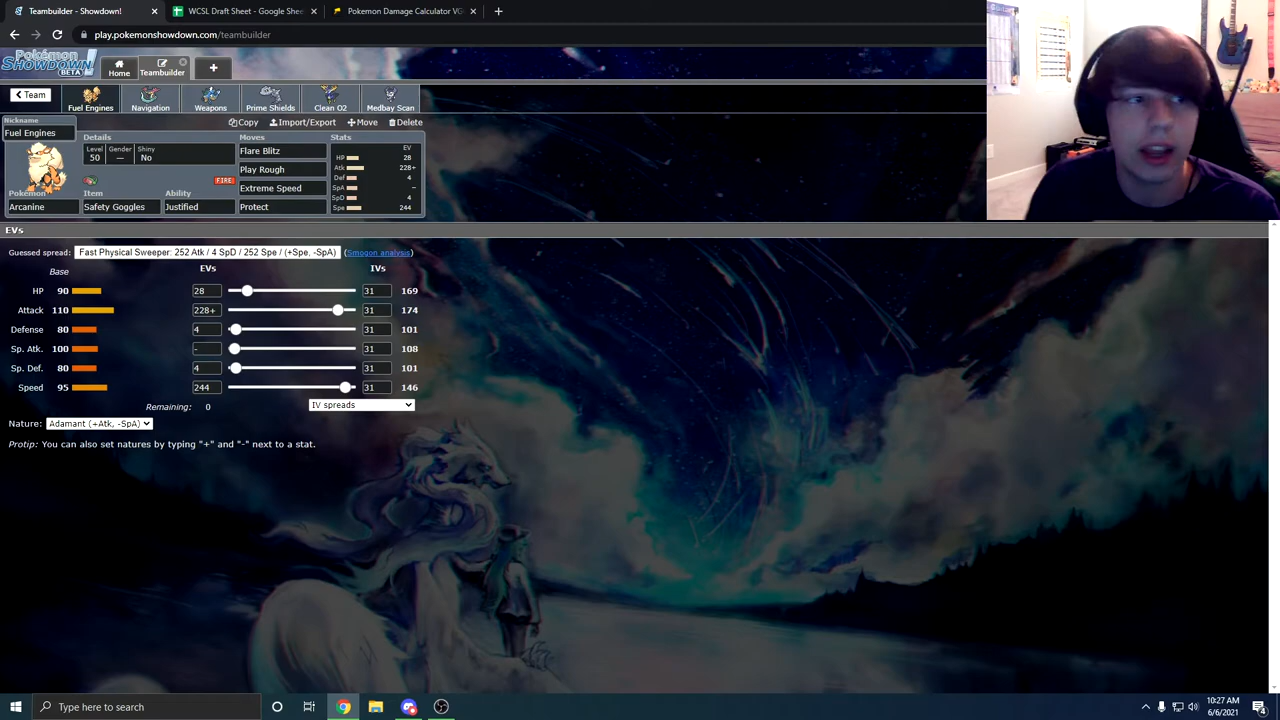 Teambuilder - Showdown!
WCSL Draft Sheet - Google She
Pokemon Damage Calculator VG
play.pokemonshowdown.com/teambuilder
Pokémon
SHOWDOWN
BETA
Home
Teambuilder
< Team
Fuel Engines
Navigation
Weapons
Prime Shields
Clean O2
Medbay Scan
Copy
Import/Export
Move
Delete
Nickname
Fuel Engines
Details
Level Gender Shiny
50 — No
FIRE
Pokémon
Arcanine
Item
Safety Goggles
Ability
Justified
Moves
Flare Blitz
Play Rough
Extreme Speed
Protect
Stats
EV
HP 28
Atk 228+
Def 4
SpA –
SpD 4
Spe 244
EVs
Guessed spread: Fast Physical Sweeper: 252 Atk / 4 SpD / 252 Spe / (+Spe, -SpA) (Smogon analysis)
Base EVs IVs
HP 90 28 31 169
Attack 110 228+ 31 174
Defense 80 4 31 101
Sp. Atk. 100 - 31 108
Sp. Def. 80 4 31 101
Speed 95 244 31 146
Remaining: 0 IV spreads
Nature: Adamant (+Atk, -SpA)
Protip: You can also set natures by typing "+" and "-" next to a stat.
Type here to search
10:27 AM
6/6/2021
4